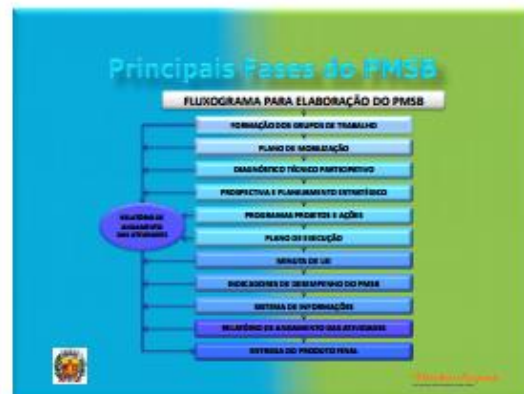 Principais Fases do PMSB
FLUXOGRAMA PARA ELABORAÇÃO DO PMSB
FORMAÇÃO DOS GRUPOS DE TRABALHO
PLANO DE MOBILIZAÇÃO
DIAGNÓSTICO TÉCNICO PARTICIPATIVO
PROSPECTIVA E PLANEJAMENTO ESTRATÉGICO
PROGRAMAS PROJETOS E AÇÕES
PLANO DE EXECUÇÃO
MINUTA DE LEI
INDICADORES DE DESEMPENHO DO PMSB
SISTEMA DE INFORMAÇÕES
RELATÓRIO DE ANDAMENTO DAS ATIVIDADES
ENTREGA DO PRODUTO FINAL
RELATÓRIO DE
ANDAMENTO
DAS ATIVIDADES